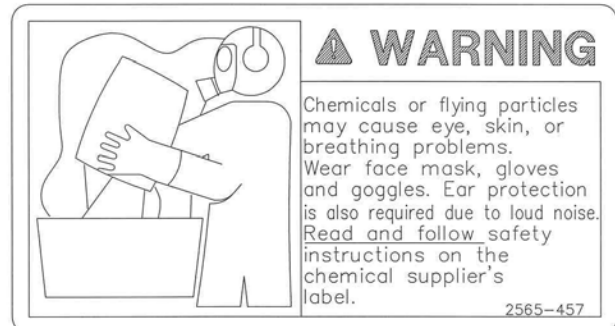 WARNING
Chemicals or flying particles
may cause eye, skin, or
breathing problems.
Wear face mask, gloves
and goggles. Ear protection
is also required due to loud noise.
Read and follow safety
instructions on the
chemical supplier's
label.
2565-457